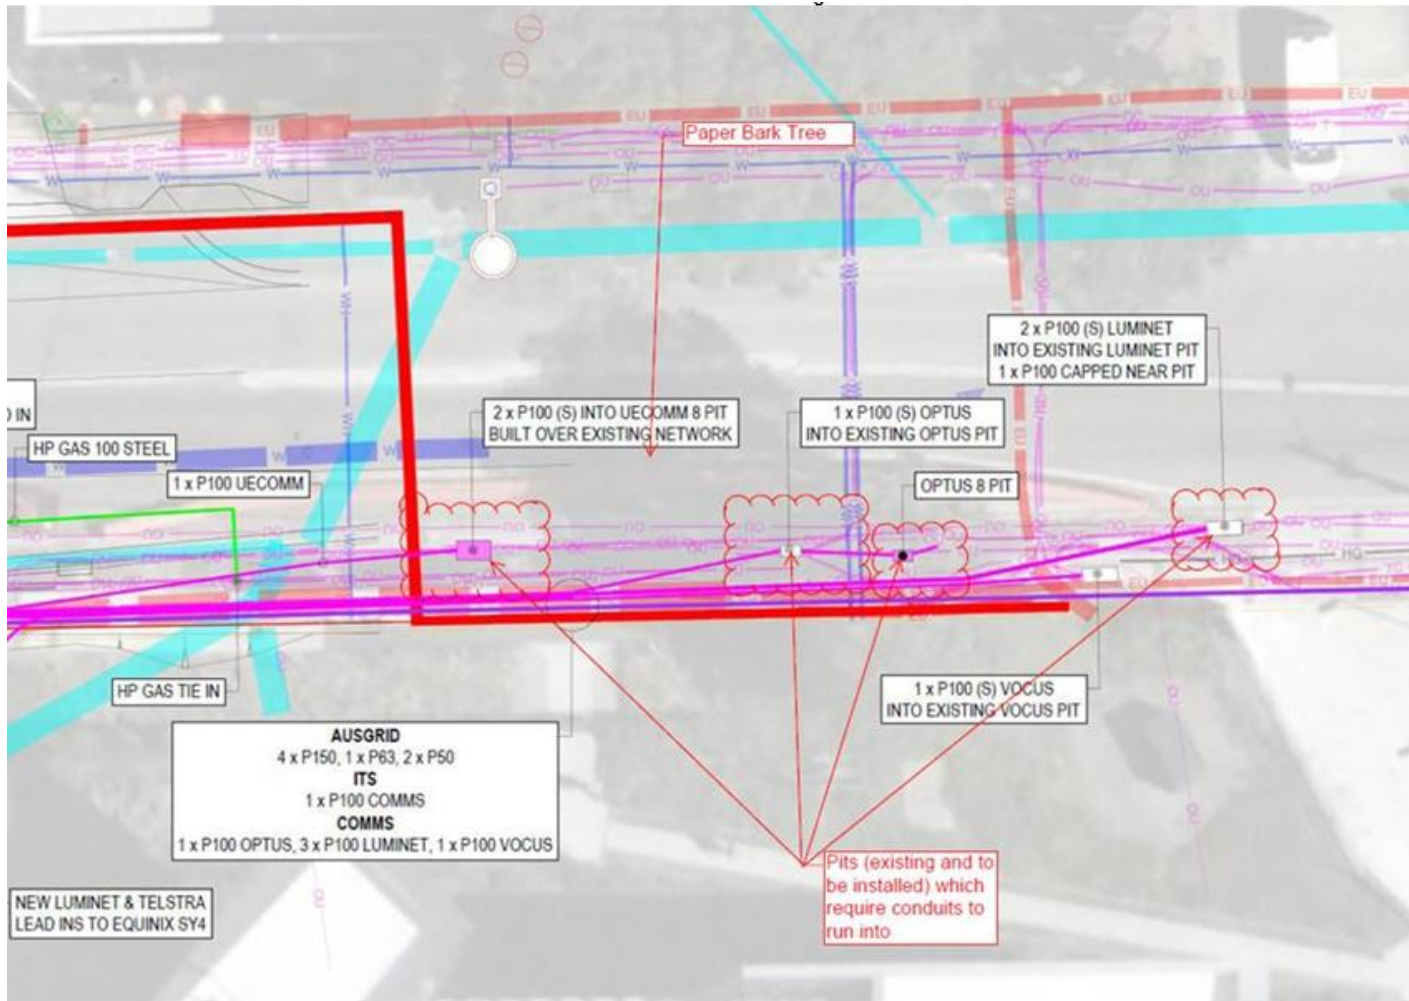 Paper Bark Tree
2 x P100 (S) LUMINET
INTO EXISTING LUMINET PIT
1 x P100 CAPPED NEAR PIT
IN
2 x P100 (S) INTO UECOMM 8 PIT
BUILT OVER EXISTING NETWORK
1 x P100 (S) OPTUS
INTO EXISTING OPTUS PIT
HP GAS 100 STEEL
1 x P100 UECOMM
OPTUS 8 PIT
HP GAS TIE IN
1 x P100 (S) VOCUS
INTO EXISTING VOCUS PIT
AUSGRID
4 x P150, 1 x P63, 2 x P50
ITS
1 x P100 COMMS
COMMS
1 x P100 OPTUS, 3 x P100 LUMINET, 1 x P100 VOCUS
Pits (existing and to
be installed) which
require conduits to
run into
NEW LUMINET & TELSTRA
LEAD INS TO EQUINIX SY4